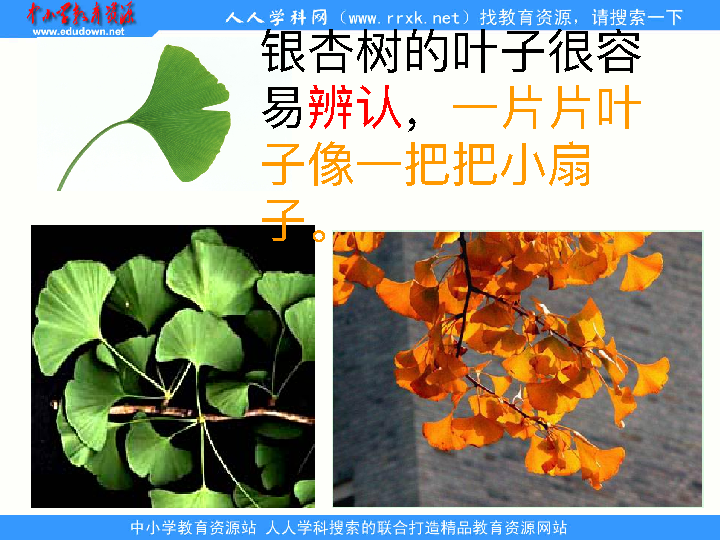 中小学教育资源
www.edudown.net
人人学科网（www.rrxk.net）找教育资源，请搜索一下
银杏树的叶子很容
易辨认，一片片叶
子像一把把小扇
子。
中小学教育资源站 人人学科搜索的联合打造精品教育资源网站